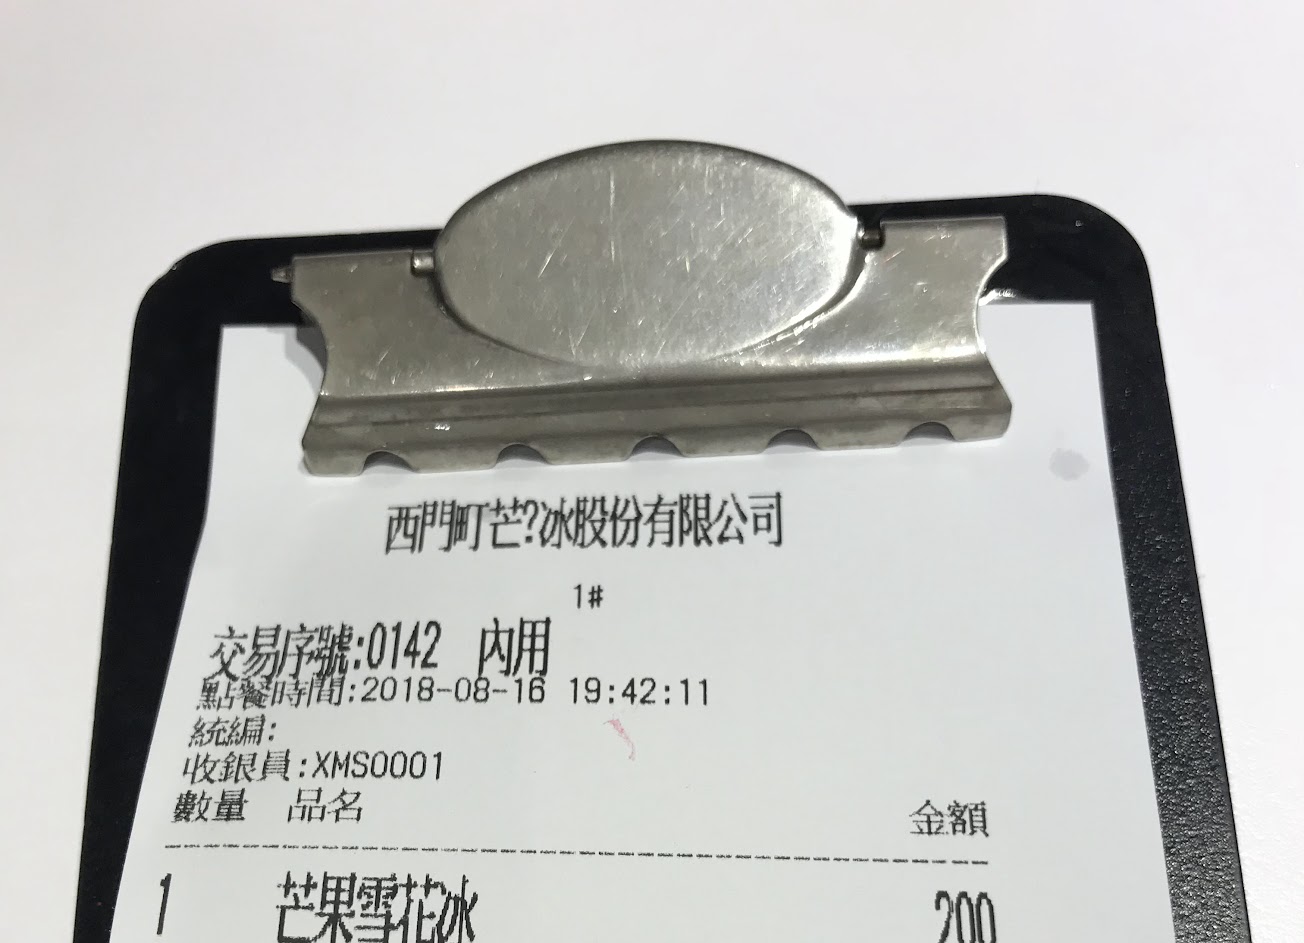 西門町芒?冰股份有限公司
1#
交易序號:0142 內用
點餐時間:2018-08-16 19:42:11
統編:
收銀員:XMS0001
數量 品名 金額
1 芒果雪花冰 200